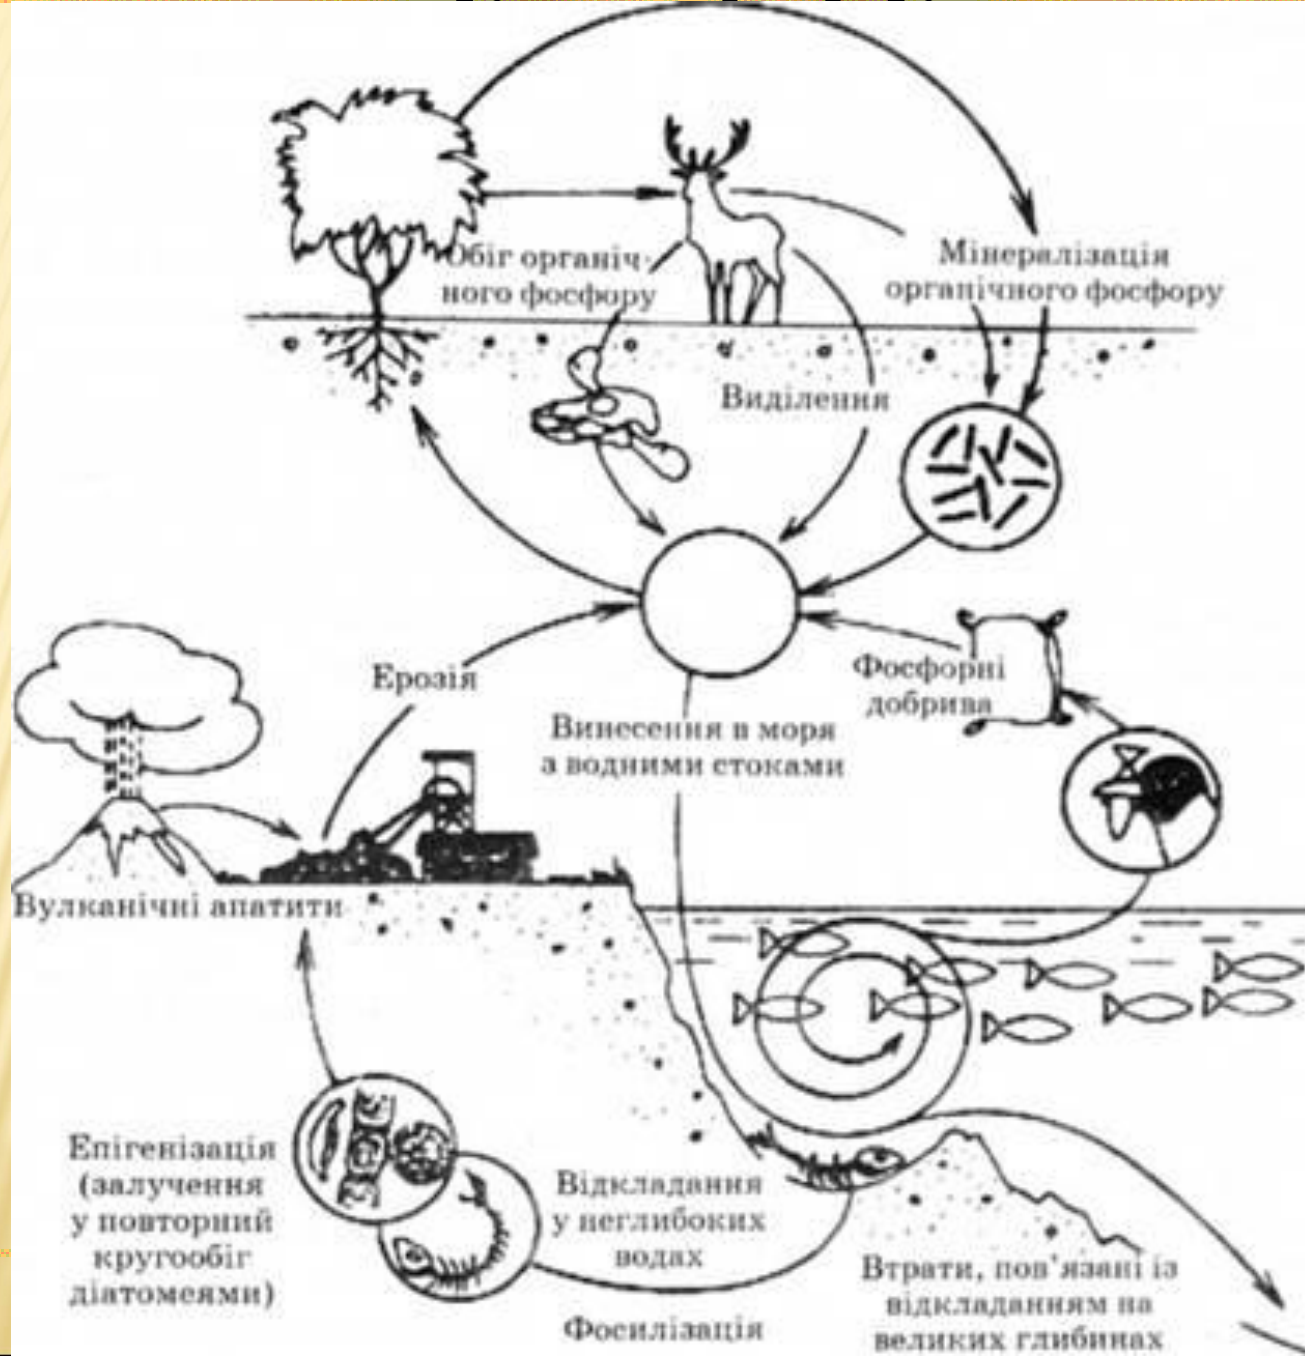 Обіг органіч-
ного фосфору
Мінералізація
органічного фосфору
Виділення
Ерозія
Фосфорні
добрива
Винесення в моря
з водними стоками
Вулканічні апатити
Епігенізація
(залучення
у повторний
кругообіг
діатомеями)
Відкладання
у неглибоких
водах
Фосилізація
Втрати, пов'язані із
відкладанням на
великих глибинах